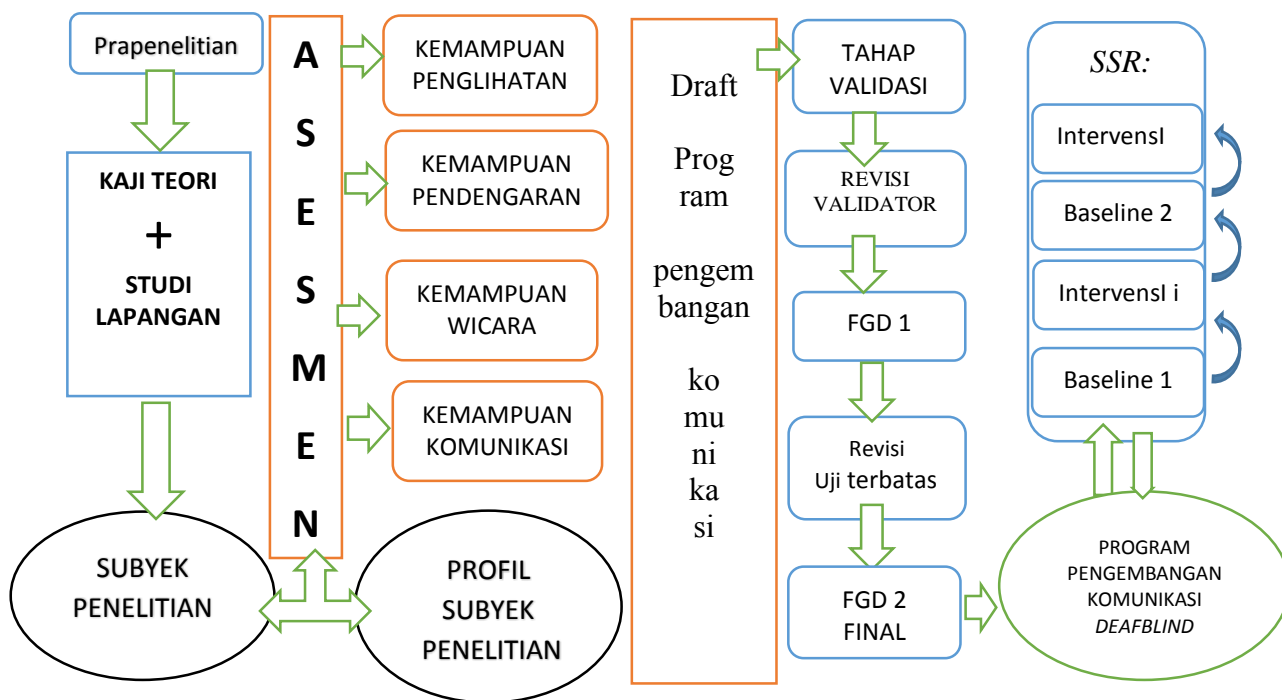 Prapenelitian
KAJI TEORI
+
STUDI
LAPANGAN
SUBYEK
PENELITIAN
A
S
E
S
M
E
N
KEMAMPUAN
PENGLIHATAN
KEMAMPUAN
PENDENGARAN
KEMAMPUAN
WICARA
KEMAMPUAN
KOMUNIKASI
PROFIL
SUBYEK
PENELITIAN
Draft
Prog
ram
pengem
bangan
ko
mu
ni
ka
si
TAHAP
VALIDASI
REVISI
VALIDATOR
FGD 1
Revisi
Uji terbatas
FGD 2
FINAL
SSR:
IntervensI
Baseline 2
IntervensI i
Baseline 1
PROGRAM
PENGEMBANGAN
KOMUNIKASI
DEAFBLIND